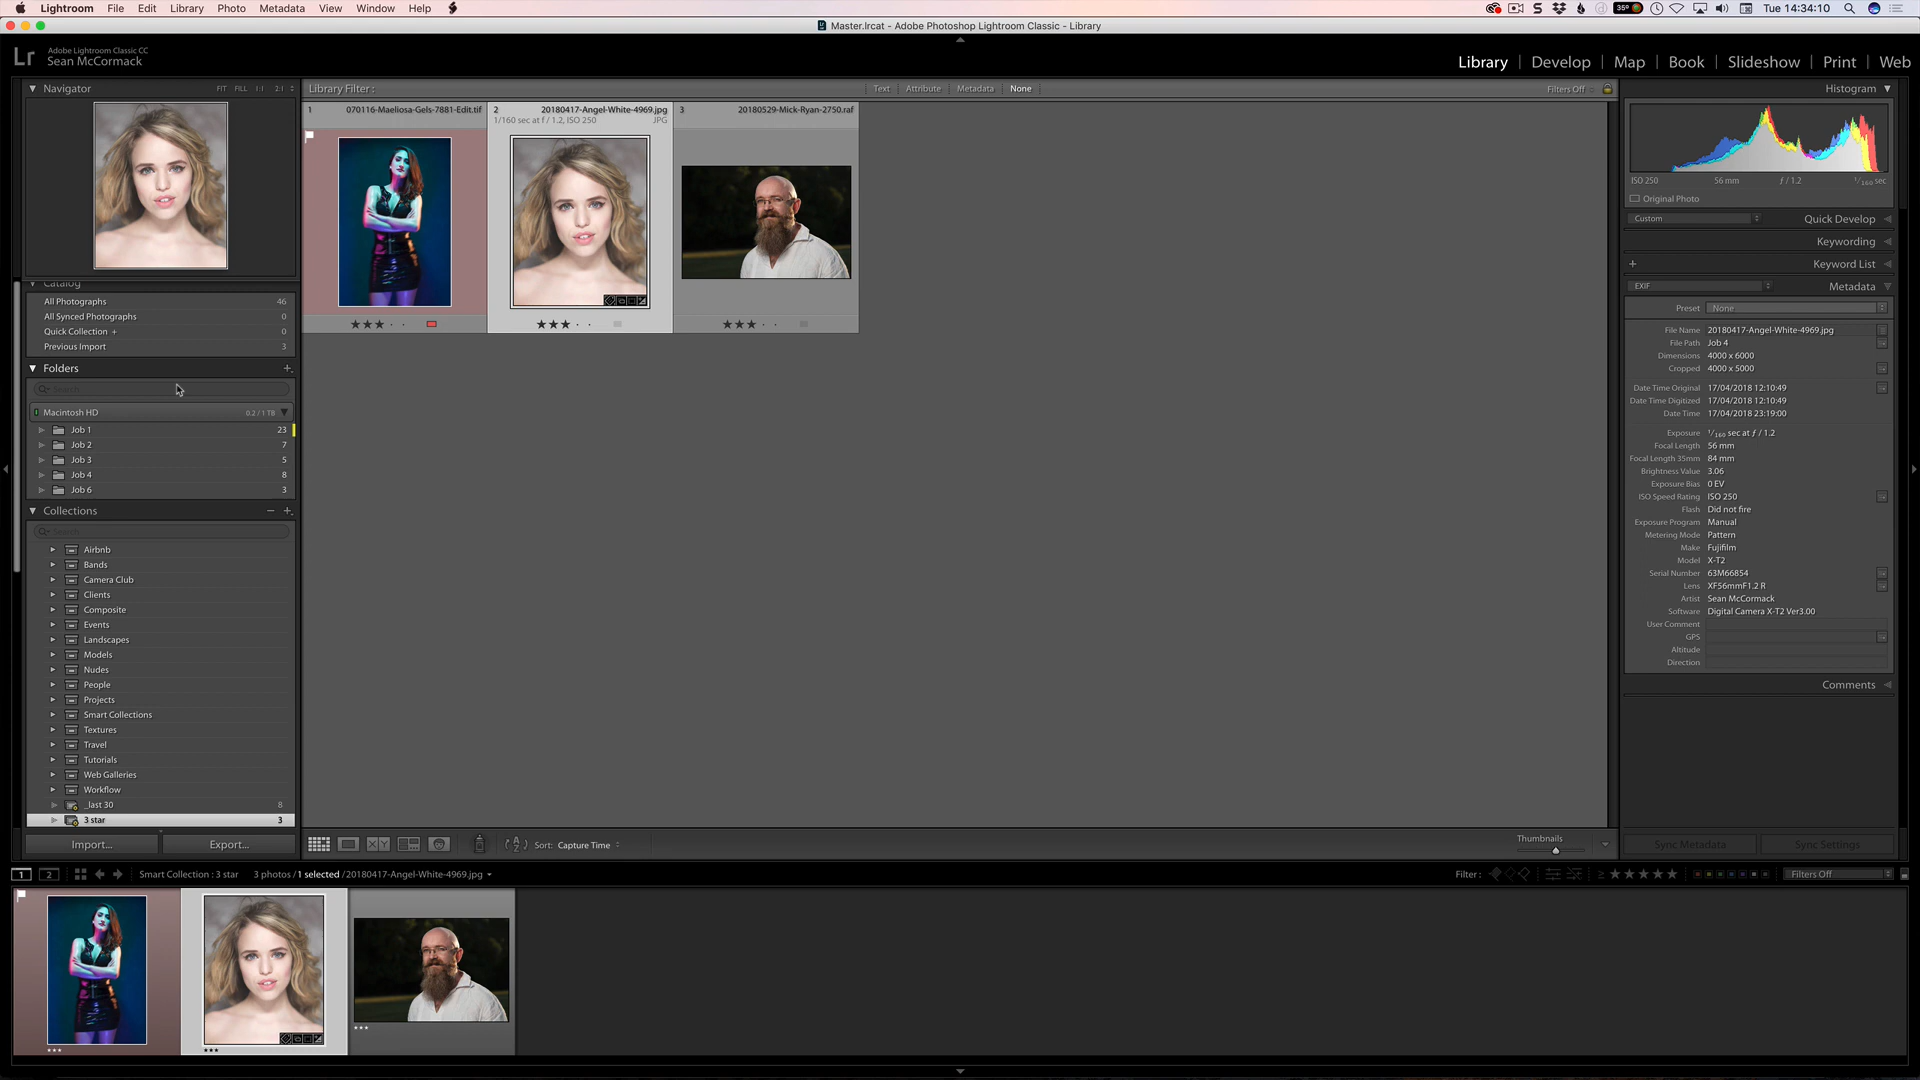 Lightroom File Edit Library Photo Metadata View Window Help
35° Tue 14:34:10
Master.lrcat - Adobe Photoshop Lightroom Classic - Library
Lr Adobe Lightroom Classic CC
Sean McCormack
Library | Develop | Map | Book | Slideshow | Print | Web
Navigator FIT FILL 1:1 2:1
Catalog
All Photographs 46
All Synced Photographs 0
Quick Collection + 0
Previous Import 3
Folders +
Search
Macintosh HD 0.2 / 1 TB
Job 1 23
Job 2 7
Job 3 5
Job 4 8
Job 6 3
Collections − +
Search
Airbnb
Bands
Camera Club
Clients
Composite
Events
Landscapes
Models
Nudes
People
Projects
Smart Collections
Textures
Travel
Tutorials
Web Galleries
Workflow
_last 30 8
3 star 3
Import... Export...
Library Filter : Text Attribute Metadata None Filters Off
1 070116-Maeliosa-Gels-7881-Edit.tif
2 20180417-Angel-White-4969.jpg
1/160 sec at f / 1.2, ISO 250 JPG
3 20180529-Mick-Ryan-2750.raf
Sort: Capture Time
Thumbnails
Histogram
ISO 250 56 mm ƒ / 1.2 1/160 sec
Original Photo
Custom Quick Develop
Keywording
+ Keyword List
EXIF Metadata
Preset None
File Name 20180417-Angel-White-4969.jpg
File Path Job 4
Dimensions 4000 x 6000
Cropped 4000 x 5000
Date Time Original 17/04/2018 12:10:49
Date Time Digitized 17/04/2018 12:10:49
Date Time 17/04/2018 23:19:00
Exposure 1/160 sec at ƒ / 1.2
Focal Length 56 mm
Focal Length 35mm 84 mm
Brightness Value 3.06
Exposure Bias 0 EV
ISO Speed Rating ISO 250
Flash Did not fire
Exposure Program Manual
Metering Mode Pattern
Make Fujifilm
Model X-T2
Serial Number 63M66854
Lens XF56mmF1.2 R
Artist Sean McCormack
Software Digital Camera X-T2 Ver3.00
User Comment
GPS
Altitude
Direction
Comments
Sync Metadata Sync Settings
1 2 Smart Collection : 3 star 3 photos / 1 selected / 20180417-Angel-White-4969.jpg Filter : ≥ ★★★★★ Filters Off